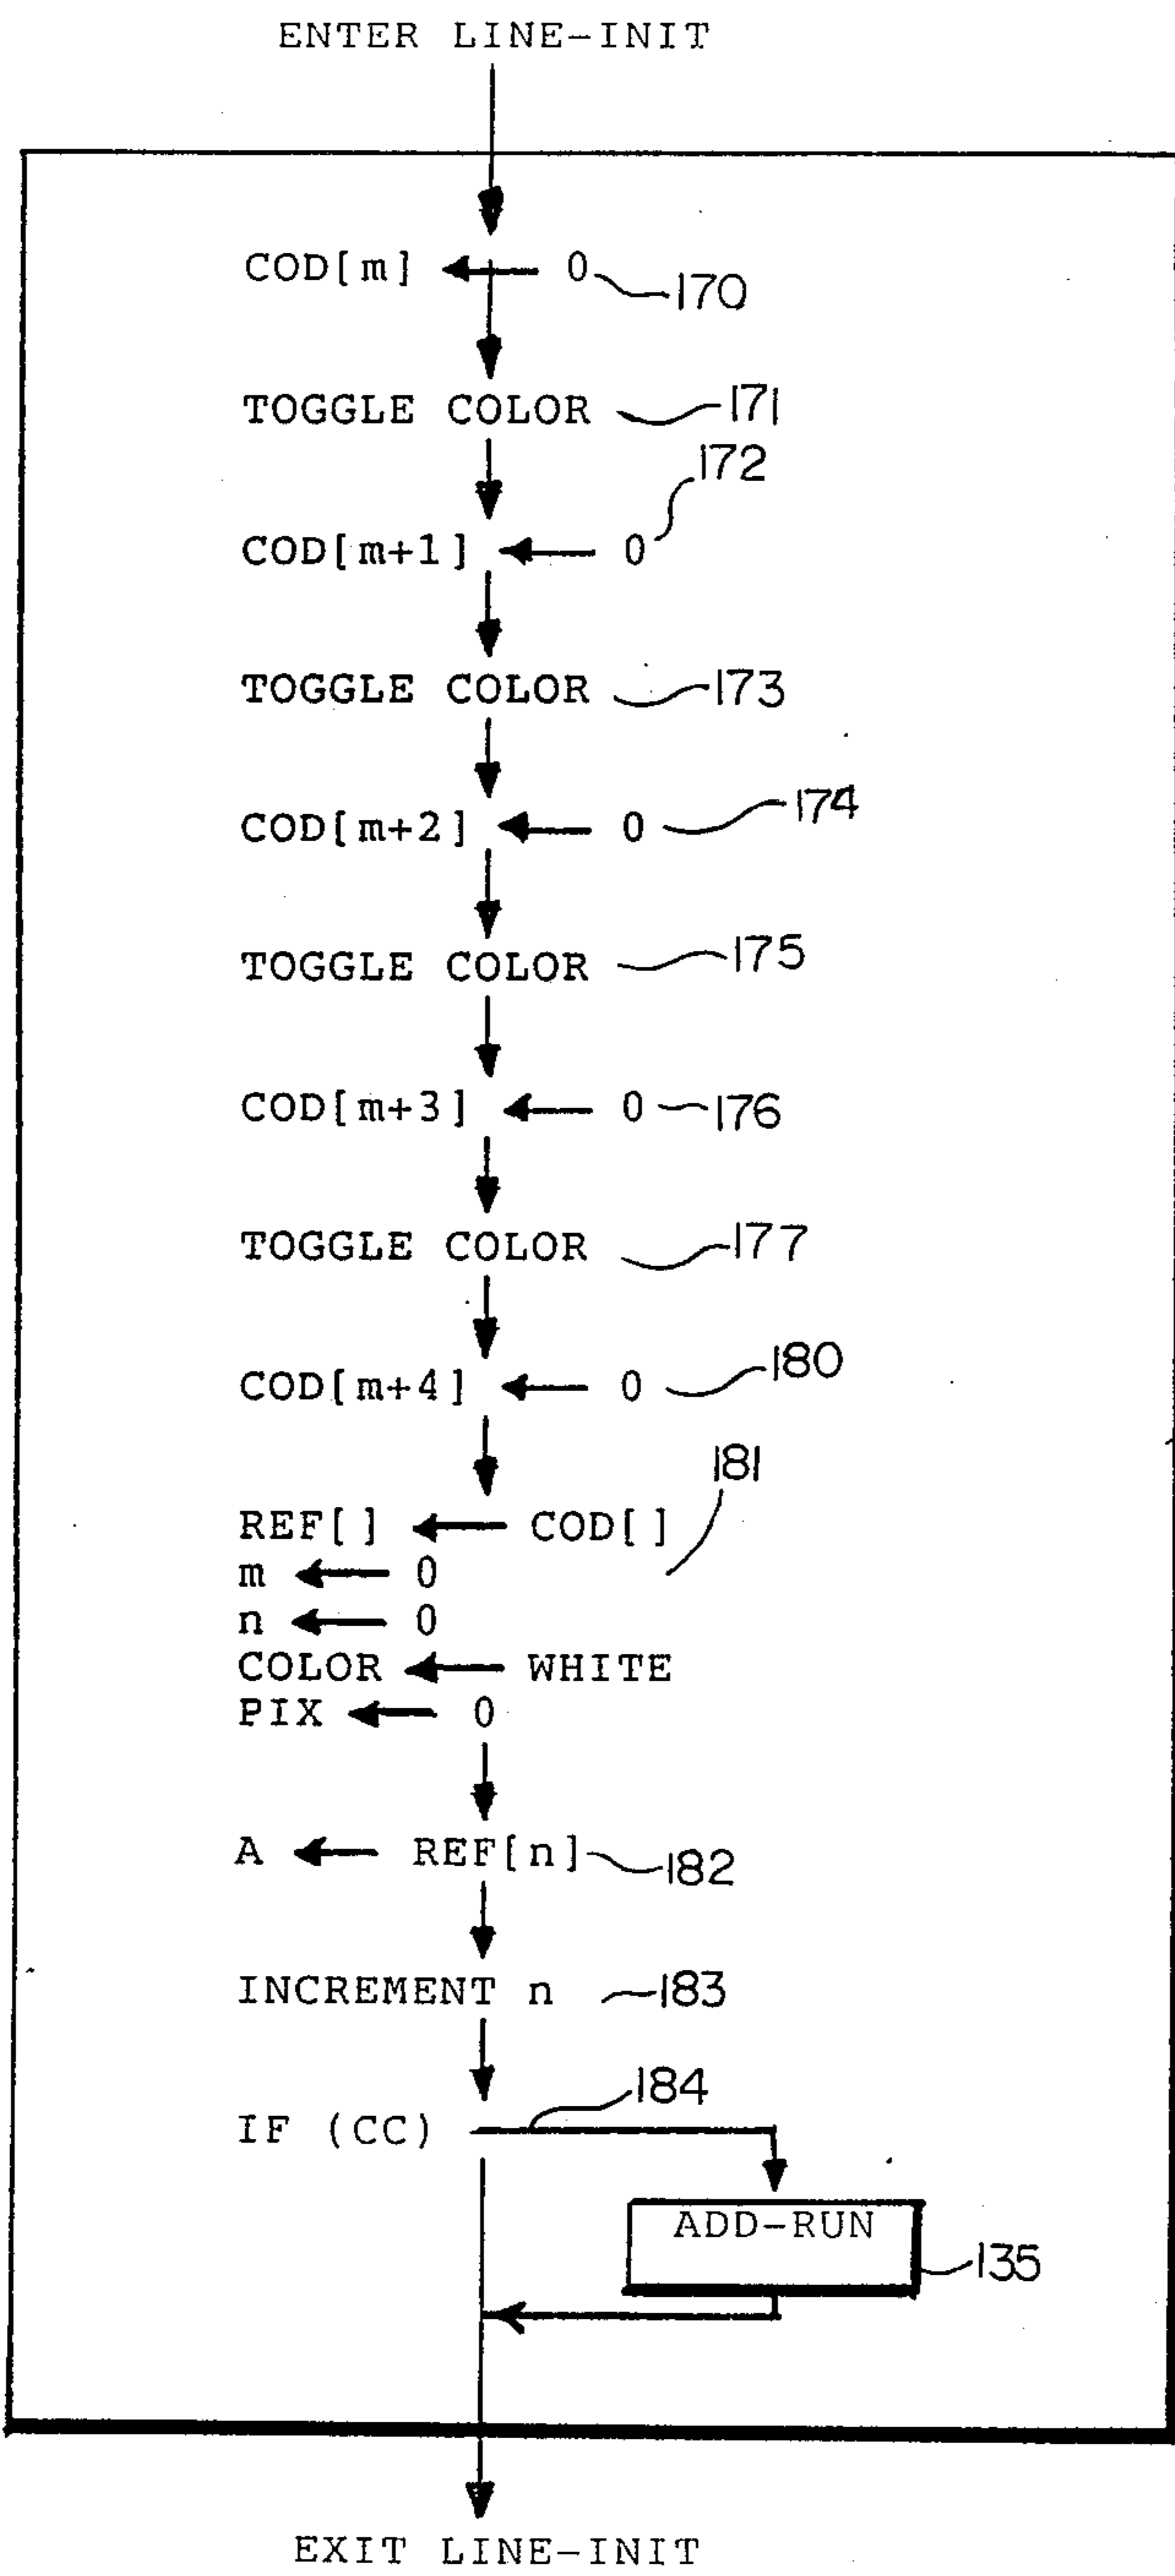 ENTER LINE-INIT
COD[m] ← 0 170
TOGGLE COLOR 171
172
COD[m+1] ← 0
TOGGLE COLOR 173
COD[m+2] ← 0 174
TOGGLE COLOR 175
COD[m+3] ← 0 176
TOGGLE COLOR 177
COD[m+4] ← 0 180
181
REF[] ← COD[]
m ← 0
n ← 0
COLOR ← WHITE
PIX ← 0
A ← REF[n] 182
INCREMENT n 183
184
IF (CC)
ADD-RUN
135
EXIT LINE-INIT